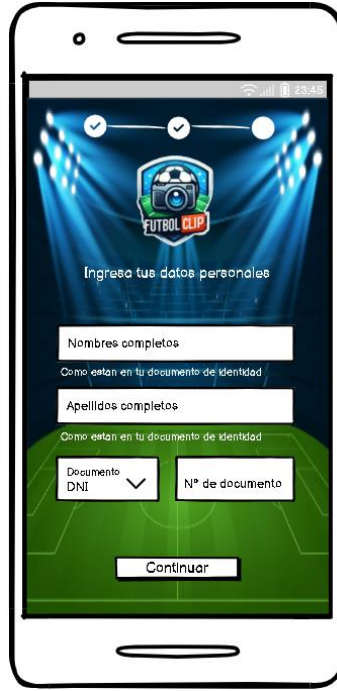 23:45
FUTBOL CLIP
Ingresa tus datos personales
Nombres completos
Como estan en tu documento de identidad
Apellidos completos
Como estan en tu documento de identidad
Documento
DNI
N° de documento
Continuar